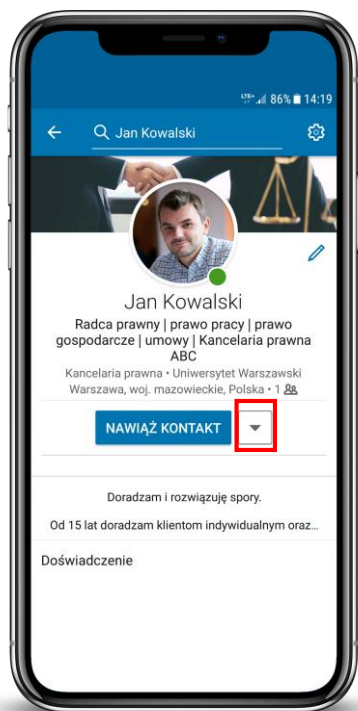 LTE+ 86% 14:19
Jan Kowalski
Jan Kowalski
Radca prawny | prawo pracy | prawo
gospodarcze | umowy | Kancelaria prawna
ABC
Kancelaria prawna • Uniwersytet Warszawski
Warszawa, woj. mazowieckie, Polska • 1
NAWIĄŻ KONTAKT
Doradzam i rozwiązuję spory.
Od 15 lat doradzam klientom indywidualnym oraz...
Doświadczenie